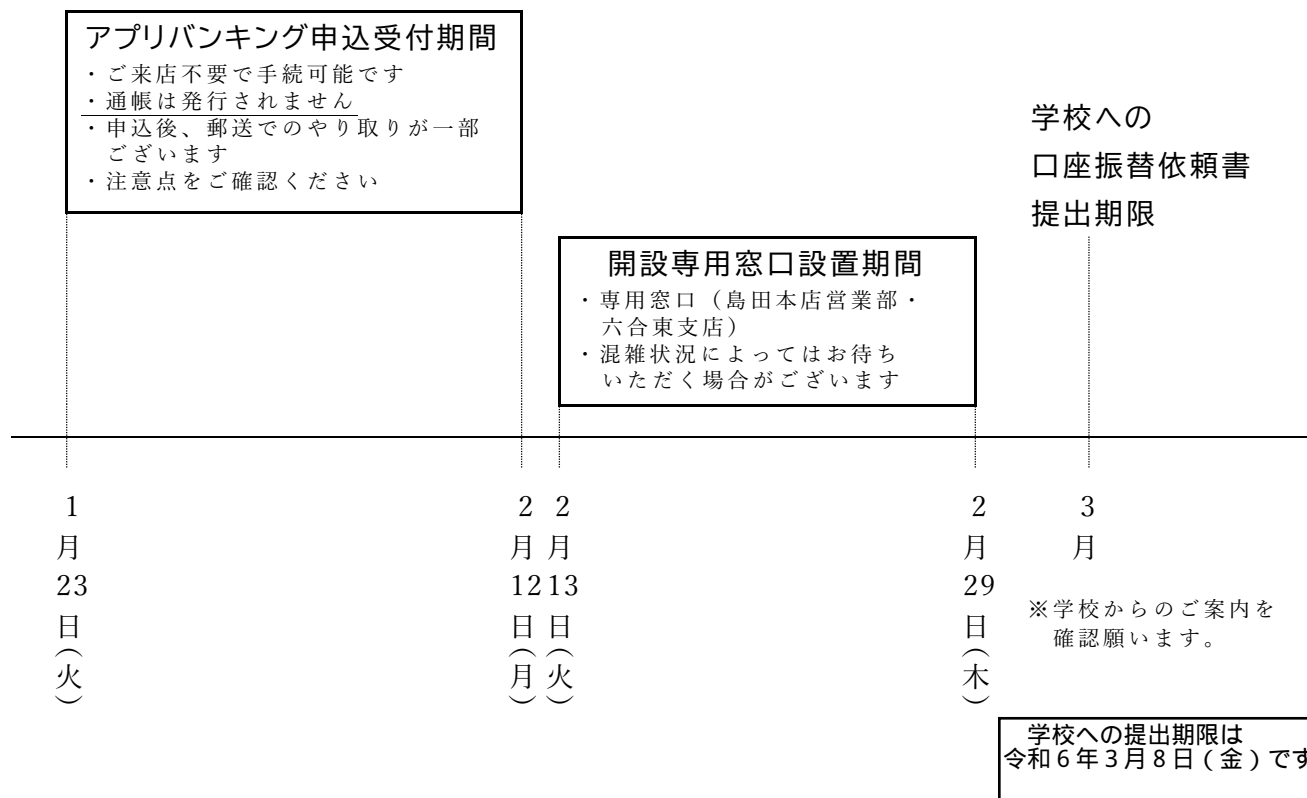 アプリバンキング申込受付期間
・ご来店不要で手続可能です
・通帳は発行されません
・申込後、郵送でのやり取りが一部
ございます
・注意点をご確認ください
学校への
口座振替依頼書
提出期限
開設専用窓口設置期間
・専用窓口(島田本店営業部・
六合東支店)
・混雑状況によってはお待ち
いただく場合がございます
1月23日(火)
2月12日(月)
2月13日(火)
2月29日(木)
3月
※学校からのご案内を
確認願います。
学校への提出期限は
令和6年3月8日(金)です